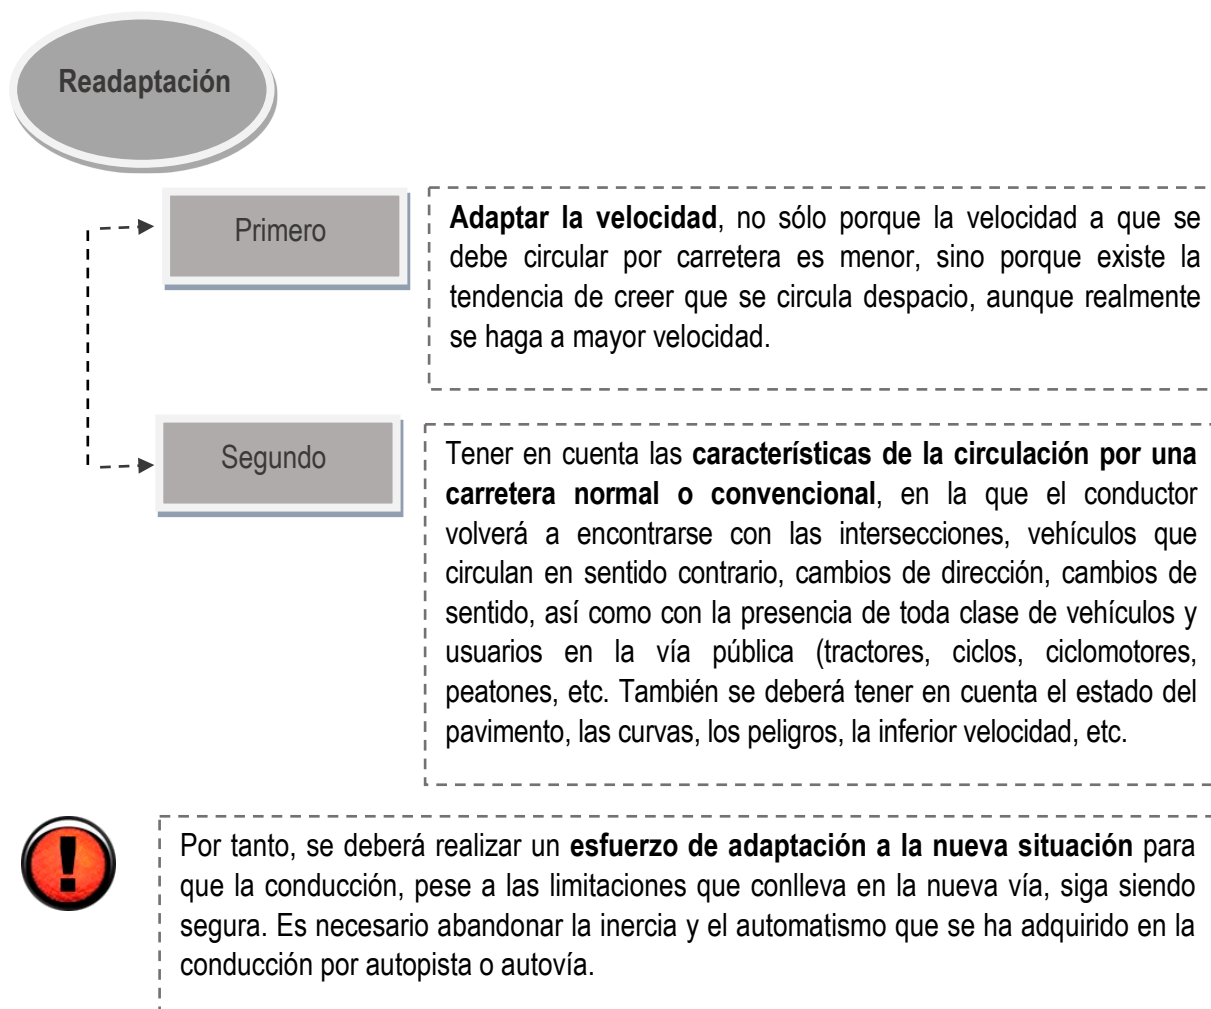 Readaptación
Primero
Adaptar la velocidad, no sólo porque la velocidad a que se
debe circular por carretera es menor, sino porque existe la
tendencia de creer que se circula despacio, aunque realmente
se haga a mayor velocidad.
Segundo
Tener en cuenta las características de la circulación por una
carretera normal o convencional, en la que el conductor
volverá a encontrarse con las intersecciones, vehículos que
circulan en sentido contrario, cambios de dirección, cambios de
sentido, así como con la presencia de toda clase de vehículos y
usuarios en la vía pública (tractores, ciclos, ciclomotores,
peatones, etc. También se deberá tener en cuenta el estado del
pavimento, las curvas, los peligros, la inferior velocidad, etc.
!
Por tanto, se deberá realizar un esfuerzo de adaptación a la nueva situación para
que la conducción, pese a las limitaciones que conlleva en la nueva vía, siga siendo
segura. Es necesario abandonar la inercia y el automatismo que se ha adquirido en la
conducción por autopista o autovía.